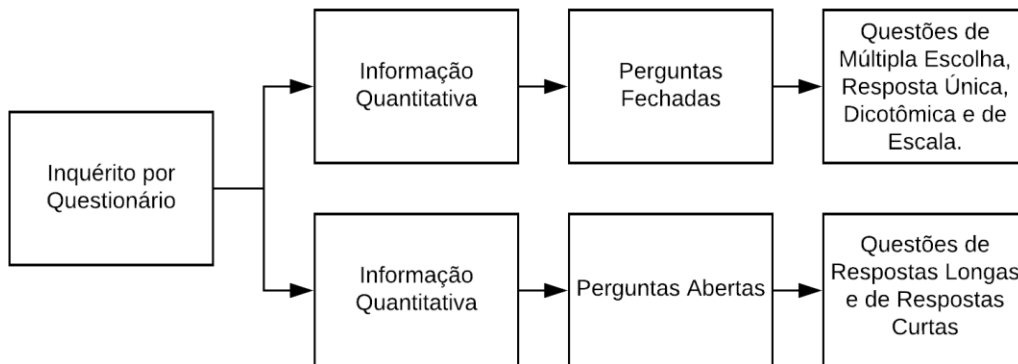 Inquérito por
Questionário
Informação
Quantitativa
Perguntas
Fechadas
Questões de
Múltipla Escolha,
Resposta Única,
Dicotômica e de
Escala.
Informação
Quantitativa
Perguntas Abertas
Questões de
Respostas Longas
e de Respostas
Curtas